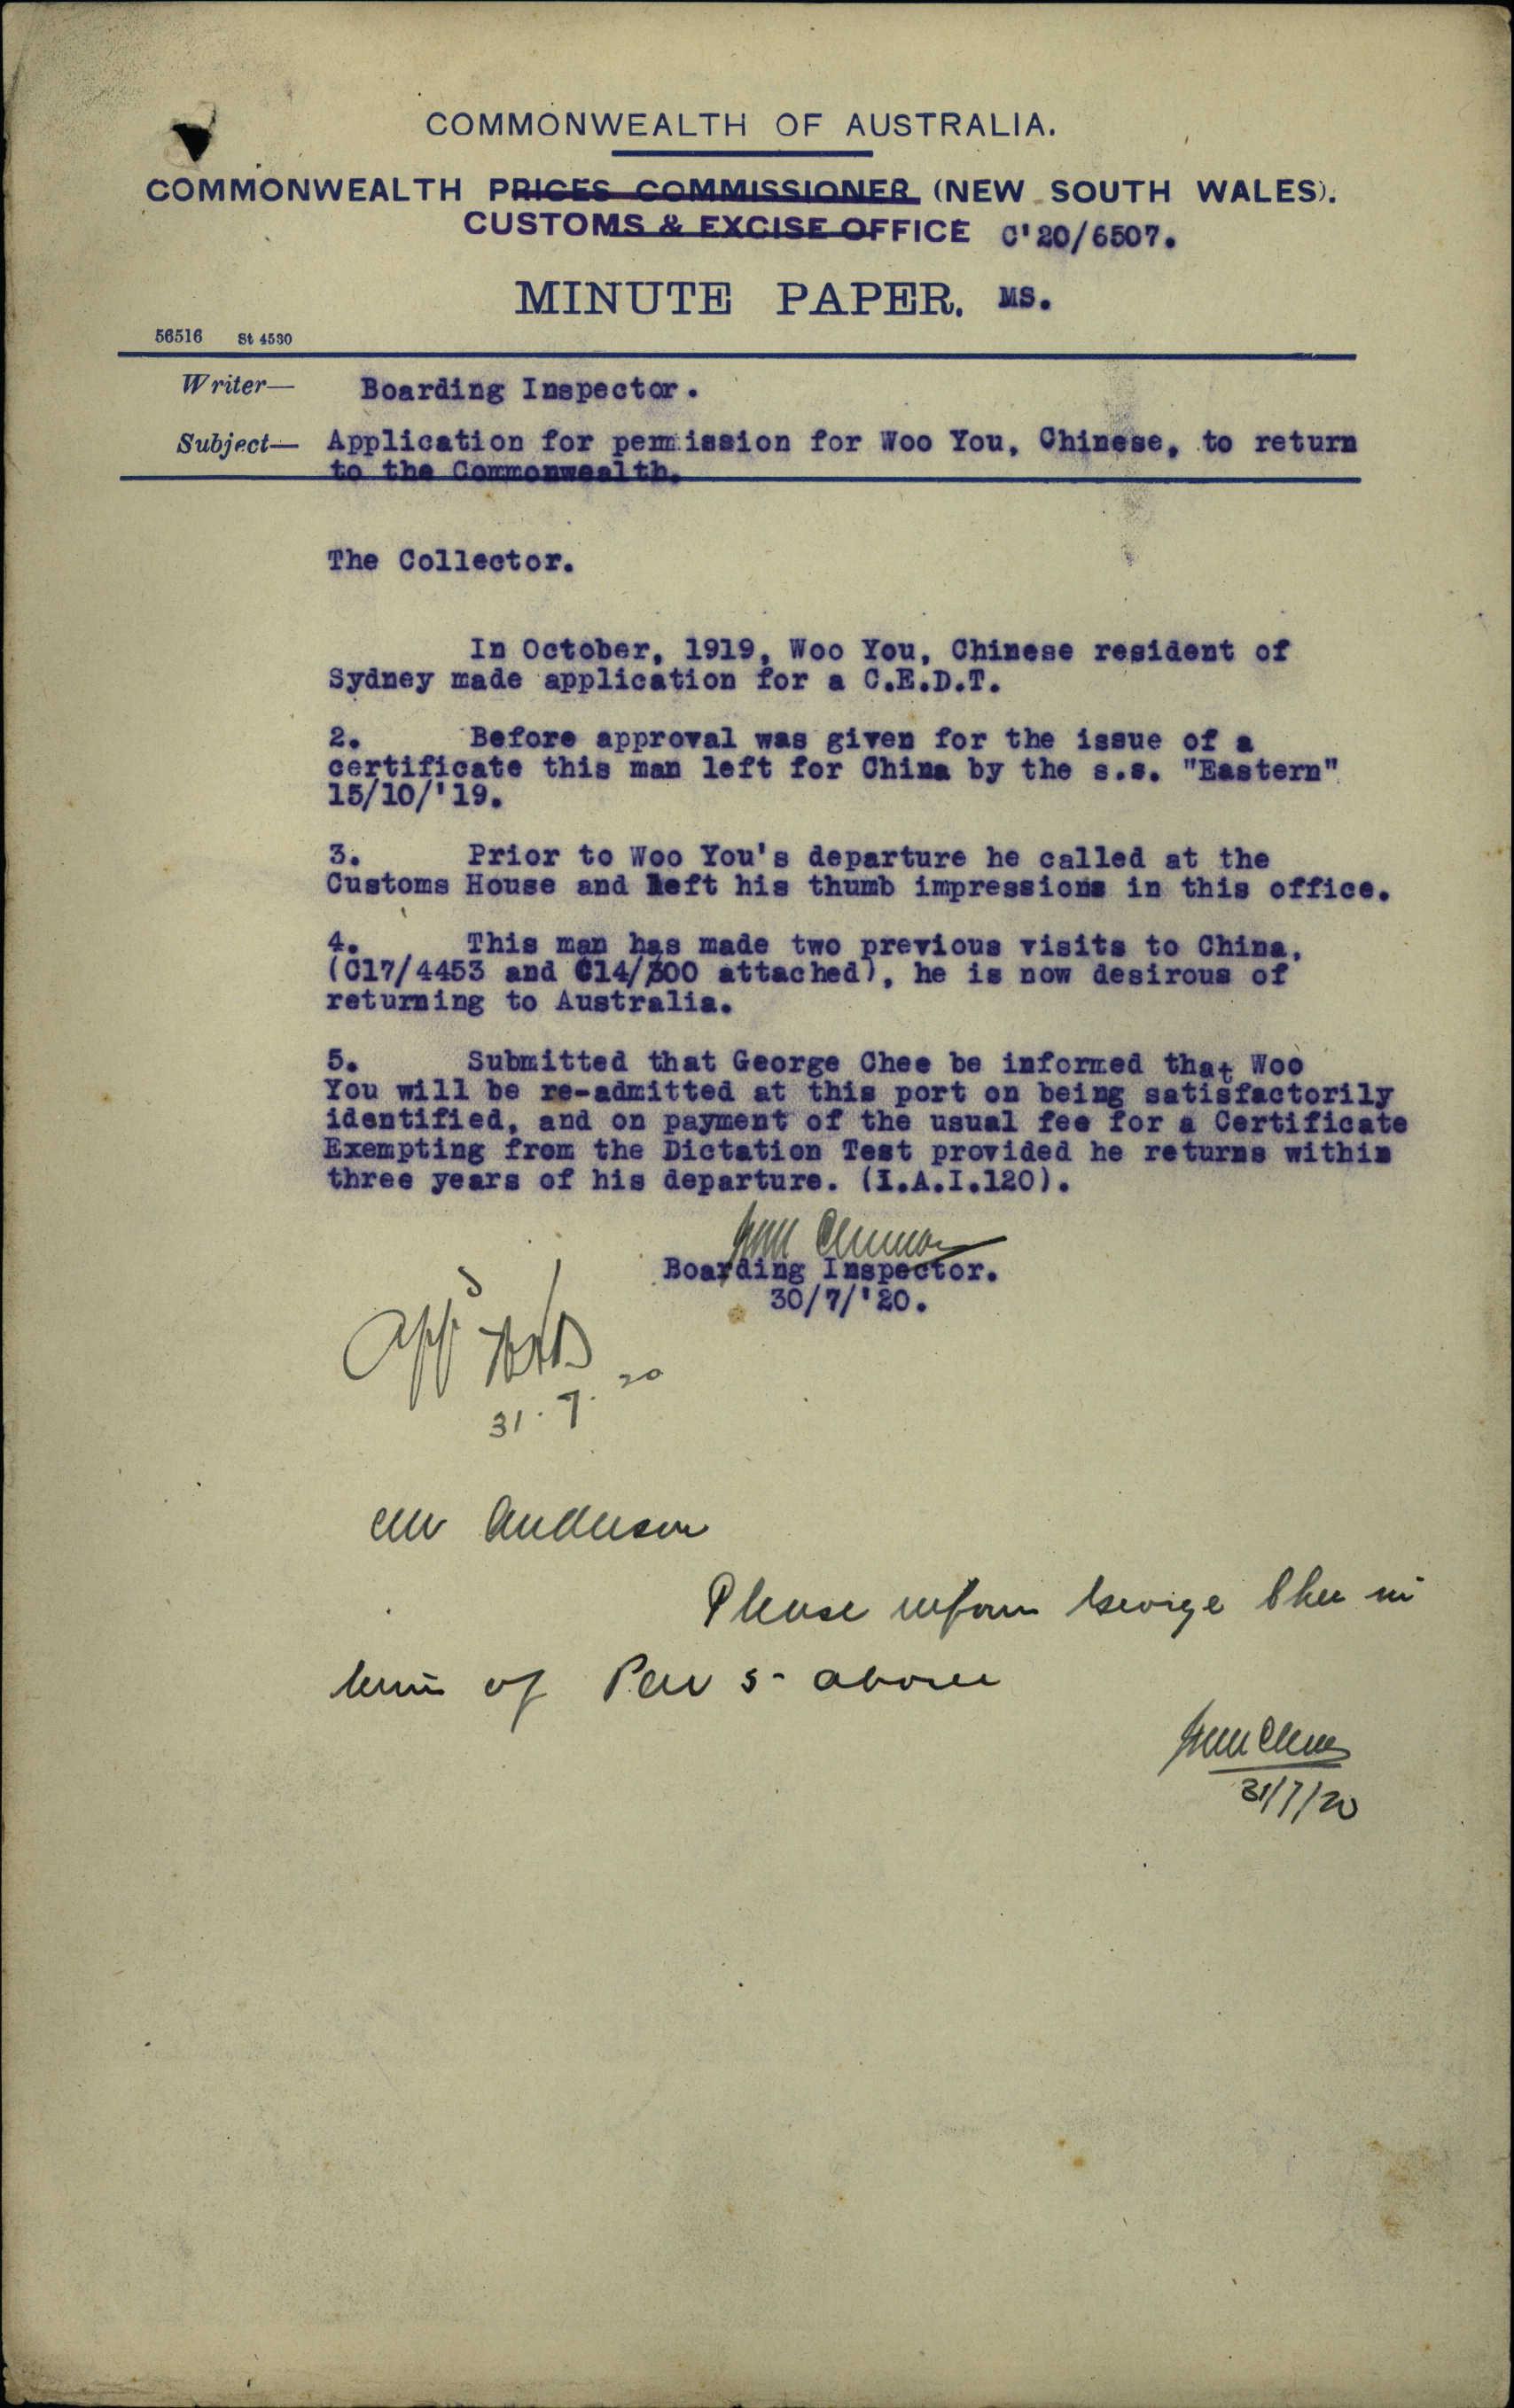 COMMONWEALTH OF AUSTRALIA.
COMMONWEALTH PRICES COMMISSIONER (NEW SOUTH WALES).
CUSTOMS & EXCISE OFFICE C'20/6507.
MINUTE PAPER. MS.
56516 St 4530
Writer— Boarding Inspector.
Subject— Application for permission for Woo You, Chinese, to return
to the Commonwealth.
The Collector.
In October, 1919, Woo You, Chinese resident of
Sydney made application for a C.E.D.T.
2. Before approval was given for the issue of a
certificate this man left for China by the s.s. "Eastern"
15/10/'19.
3. Prior to Woo You's departure he called at the
Customs House and left his thumb impressions in this office.
4. This man has made two previous visits to China,
(C17/4453 and C14/300 attached), he is now desirous of
returning to Australia.
5. Submitted that George Chee be informed that Woo
You will be re-admitted at this port on being satisfactorily
identified, and on payment of the usual fee for a Certificate
Exempting from the Dictation Test provided he returns within
three years of his departure. (I.A.I.120).
Boarding Inspector.
30/7/'20.
App'd
31.7.20
Mr Anderson
Please inform George Chee in
terms of Par 5 above
31/7/20